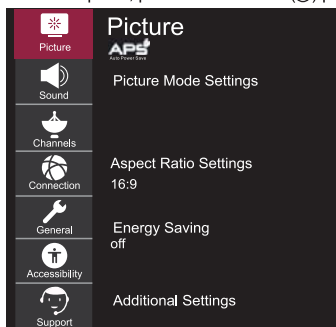 Picture
Picture
APS
Auto Power Save
Sound
Picture Mode Settings
Channels
Connection
Aspect Ratio Settings
16:9
General
Energy Saving
off
Accessibility
Support
Additional Settings